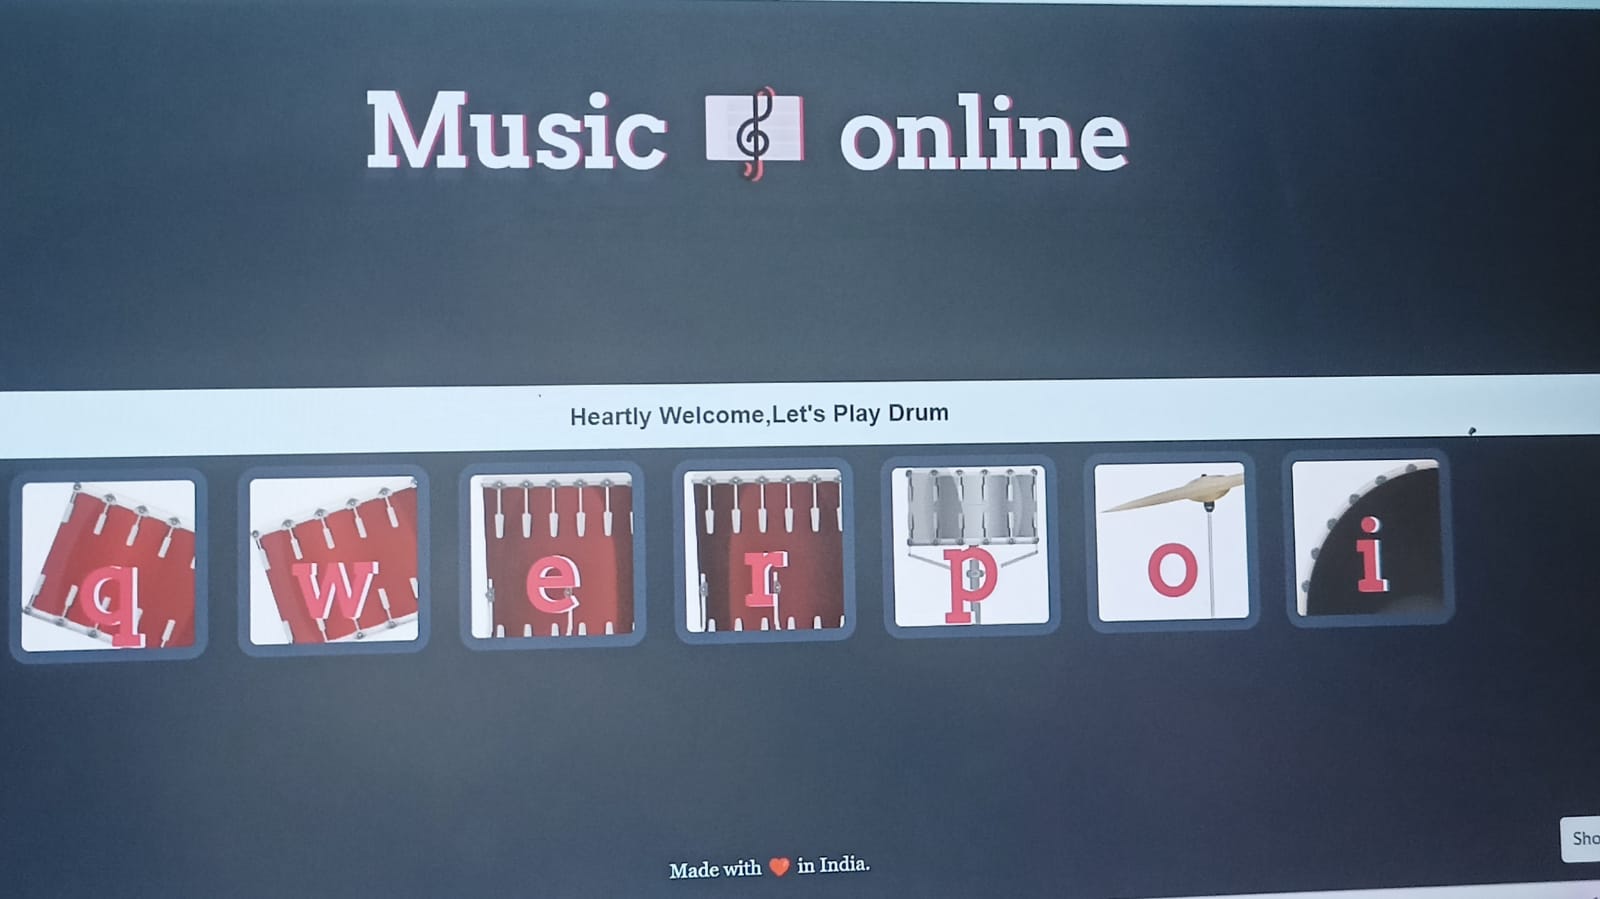 Music online
Heartly Welcome,Let's Play Drum
q w e r p o i
Sho
Made with ❤️ in India.